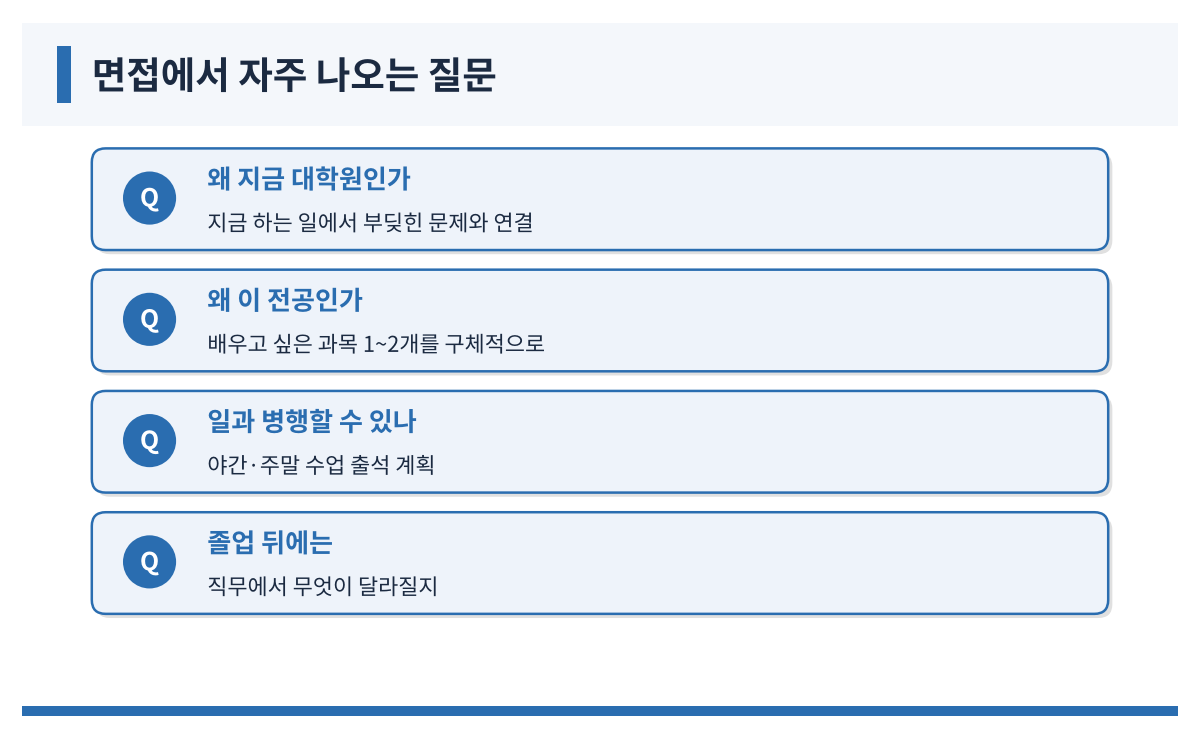 면접에서 자주 나오는 질문
Q
왜 지금 대학원인가
지금 하는 일에서 부딪힌 문제와 연결
Q
왜 이 전공인가
배우고 싶은 과목 1~2개를 구체적으로
Q
일과 병행할 수 있나
야간·주말 수업 출석 계획
Q
졸업 뒤에는
직무에서 무엇이 달라질지